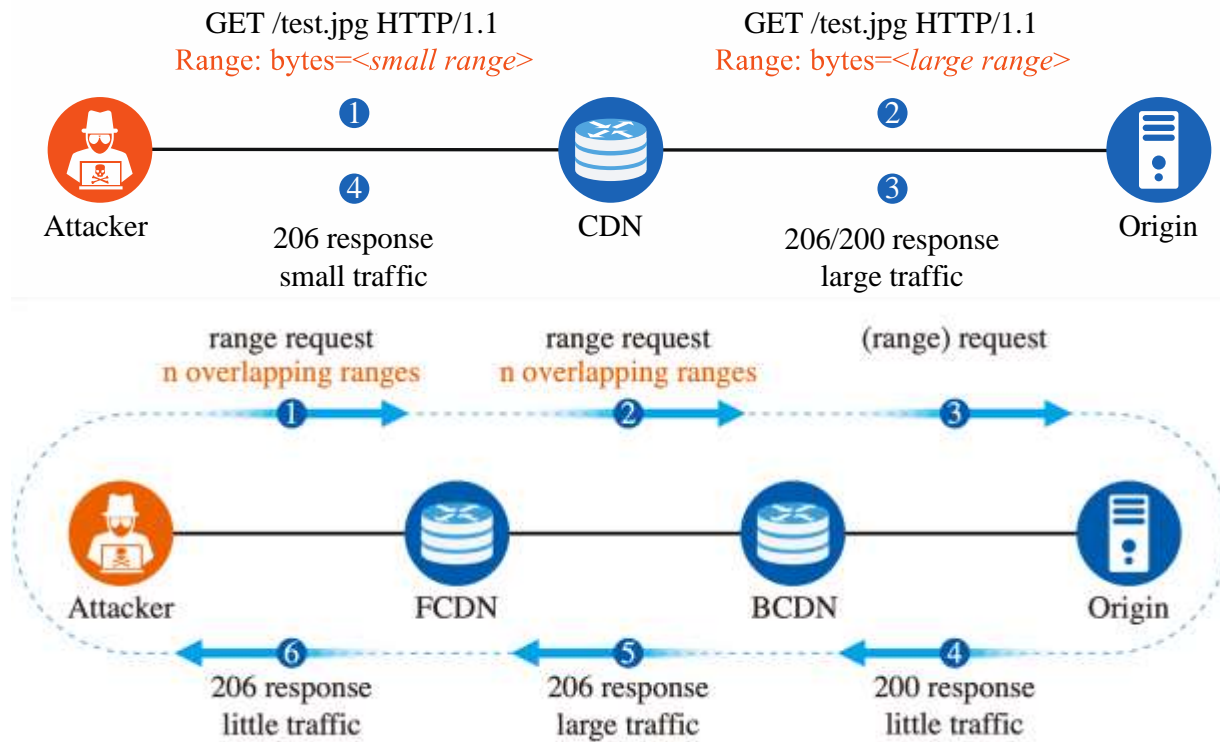 GET /test.jpg HTTP/1.1
Range: bytes=<small range>
GET /test.jpg HTTP/1.1
Range: bytes=<large range>
1
2
4
3
Attacker
CDN
Origin
206 response
small traffic
206/200 response
large traffic
range request
n overlapping ranges
range request
n overlapping ranges
(range) request
1
2
3
Attacker
FCDN
BCDN
Origin
6
5
4
206 response
little traffic
206 response
large traffic
200 response
little traffic